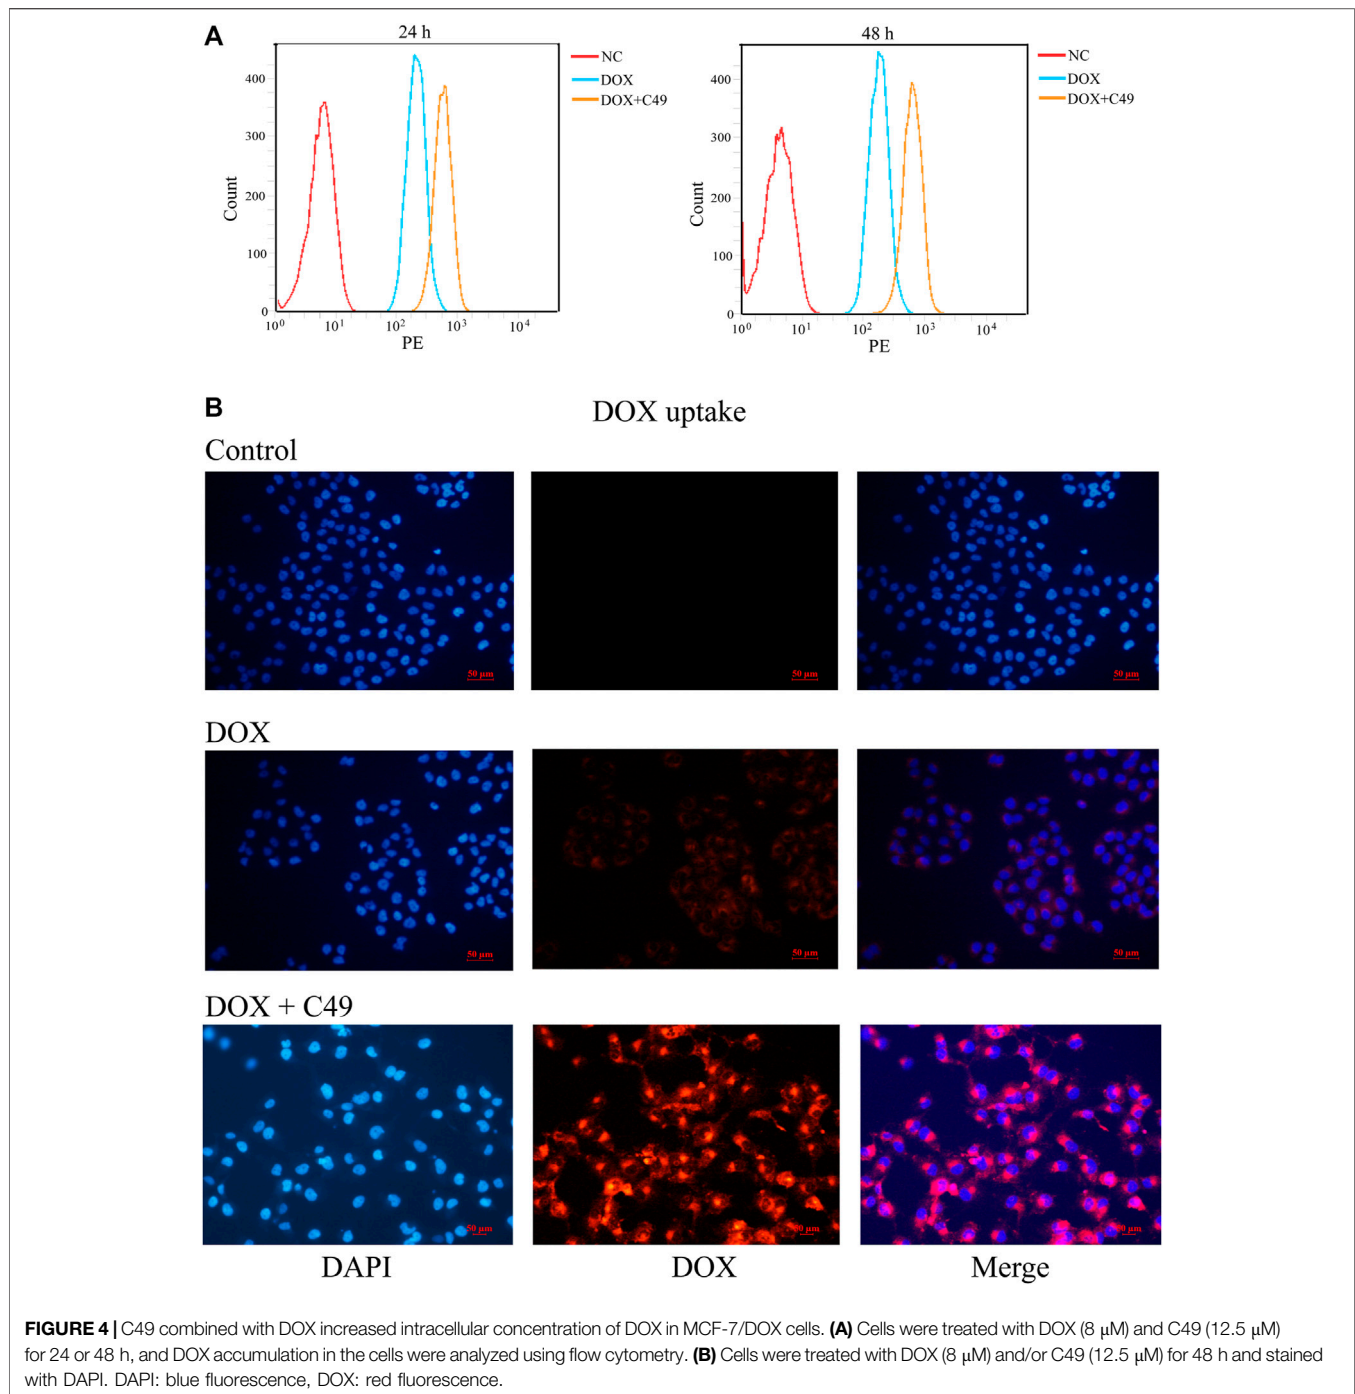 A
24 h
NC
DOX
DOX+C49
400
300
200
100
0
Count
10⁰ 10¹ 10² 10³ 10⁴
PE
48 h
NC
DOX
DOX+C49
400
300
200
100
0
Count
10⁰ 10¹ 10² 10³ 10⁴
PE
B
DOX uptake
Control
50 μm
50 μm
50 μm
DOX
50 μm
50 μm
50 μm
DOX + C49
50 μm
50 μm
50 μm
DAPI
DOX
Merge
FIGURE 4 | C49 combined with DOX increased intracellular concentration of DOX in MCF-7/DOX cells. (A) Cells were treated with DOX (8 μM) and C49 (12.5 μM)
for 24 or 48 h, and DOX accumulation in the cells were analyzed using flow cytometry. (B) Cells were treated with DOX (8 μM) and/or C49 (12.5 μM) for 48 h and stained
with DAPI. DAPI: blue fluorescence, DOX: red fluorescence.